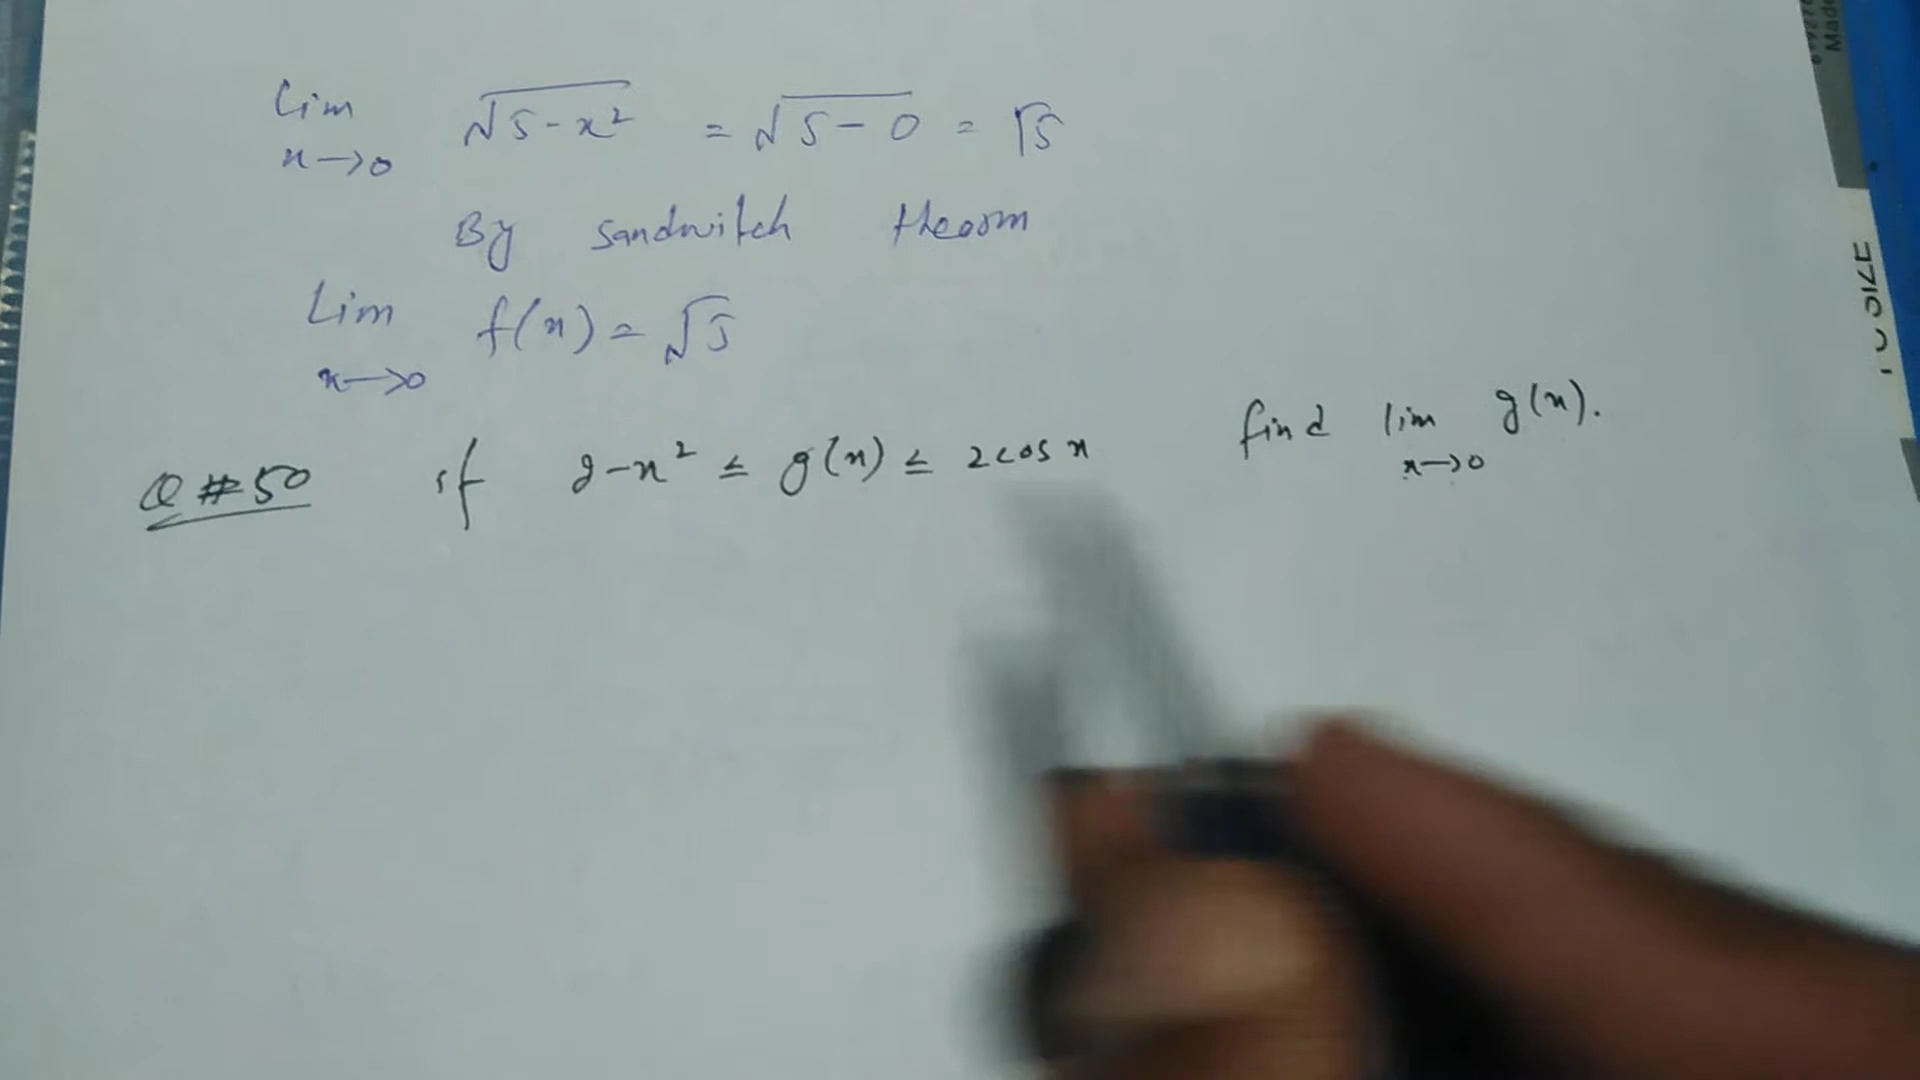 Lim √5-x² = √5-0 = √5
x→0
By sandwitch theorm
Lim f(x) = √5
x→0
Q#50 if 2-x² ≤ g(x) ≤ 2cos x find lim g(x).
x→0